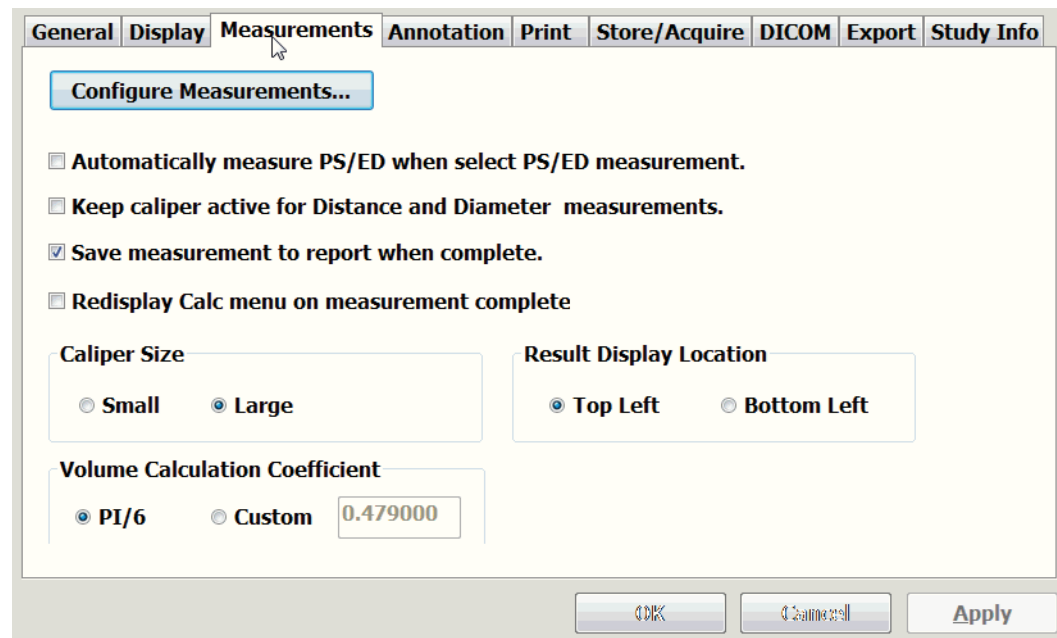 General Display Measurements Annotation Print Store/Acquire DICOM Export Study Info
Configure Measurements...
Automatically measure PS/ED when select PS/ED measurement.
Keep caliper active for Distance and Diameter  measurements.
Save measurement to report when complete.
Redisplay Calc menu on measurement complete
Caliper Size
Small Large
Result Display Location
Top Left Bottom Left
Volume Calculation Coefficient
PI/6 Custom 0.479000
OK Cancel Apply